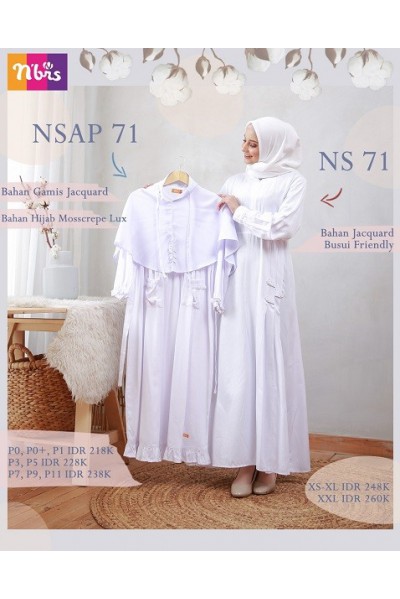 N'brs
NSAP 71
NS 71
Bahan Gamis Jacquard
Bahan Hijab Mosscrepe Lux
Bahan Jacquard
Busui Friendly
P0, P0+, P1 IDR 218K
P3, P5 IDR 228K
P7, P9, P11 IDR 238K
XS-XL IDR 248K
XXL IDR 260K